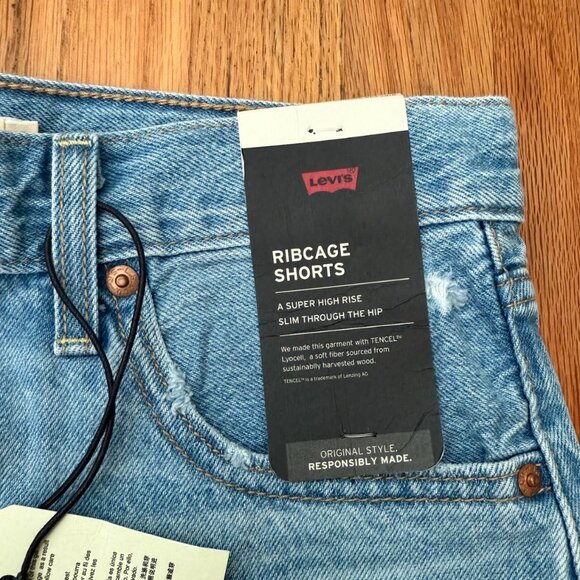 Levi's
RIBCAGE
SHORTS
A SUPER HIGH RISE
SLIM THROUGH THE HIP
We made this garment with TENCEL™
Lyocell, a soft fiber sourced from
sustainably harvested wood.
TENCEL™ is a trademark of Lenzing AG
ORIGINAL STYLE.
RESPONSIBLY MADE.